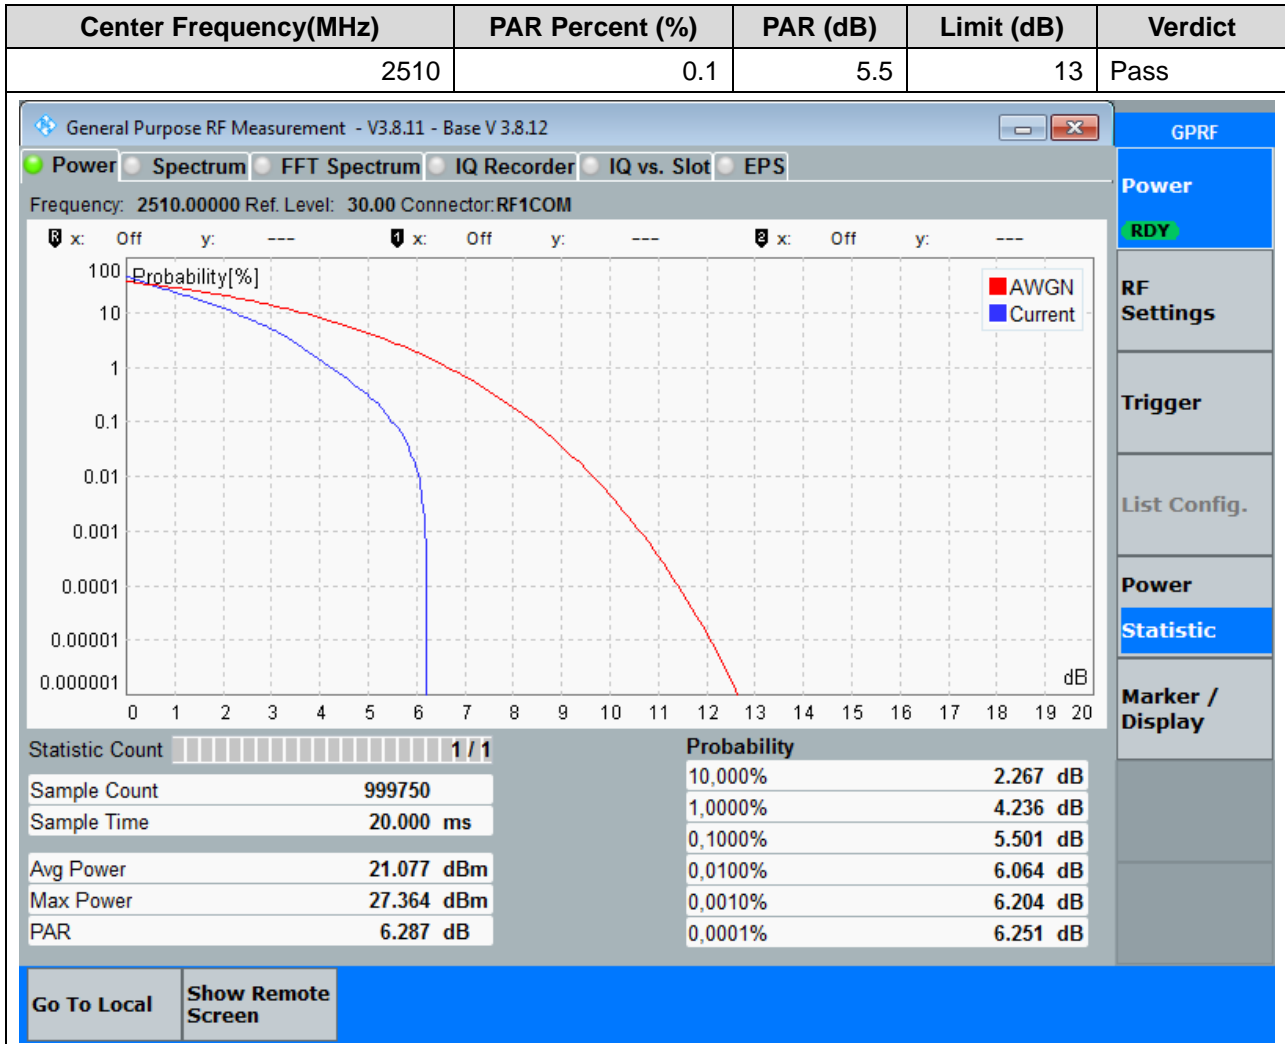 Center Frequency(MHz) PAR Percent (%) PAR (dB) Limit (dB) Verdict
2510 0.1 5.5 13 Pass
General Purpose RF Measurement - V3.8.11 - Base V 3.8.12
GPRF
Power Spectrum FFT Spectrum IQ Recorder IQ vs. Slot EPS
Frequency: 2510.00000 Ref. Level: 30.00 Connector:RF1COM
R x: Off y: --- 1 x: Off y: --- 2 x: Off y: ---
Probability[%]
100
10
1
0.1
0.01
0.001
0.0001
0.00001
0.000001
AWGN
Current
dB
0 1 2 3 4 5 6 7 8 9 10 11 12 13 14 15 16 17 18 19 20
Statistic Count 1 / 1
Sample Count 999750
Sample Time 20.000 ms
Avg Power 21.077 dBm
Max Power 27.364 dBm
PAR 6.287 dB
Probability
10,000% 2.267 dB
1,0000% 4.236 dB
0,1000% 5.501 dB
0,0100% 6.064 dB
0,0010% 6.204 dB
0,0001% 6.251 dB
Power
RDY
RF
Settings
Trigger
List Config.
Power
Statistic
Marker /
Display
Go To Local
Show Remote
Screen